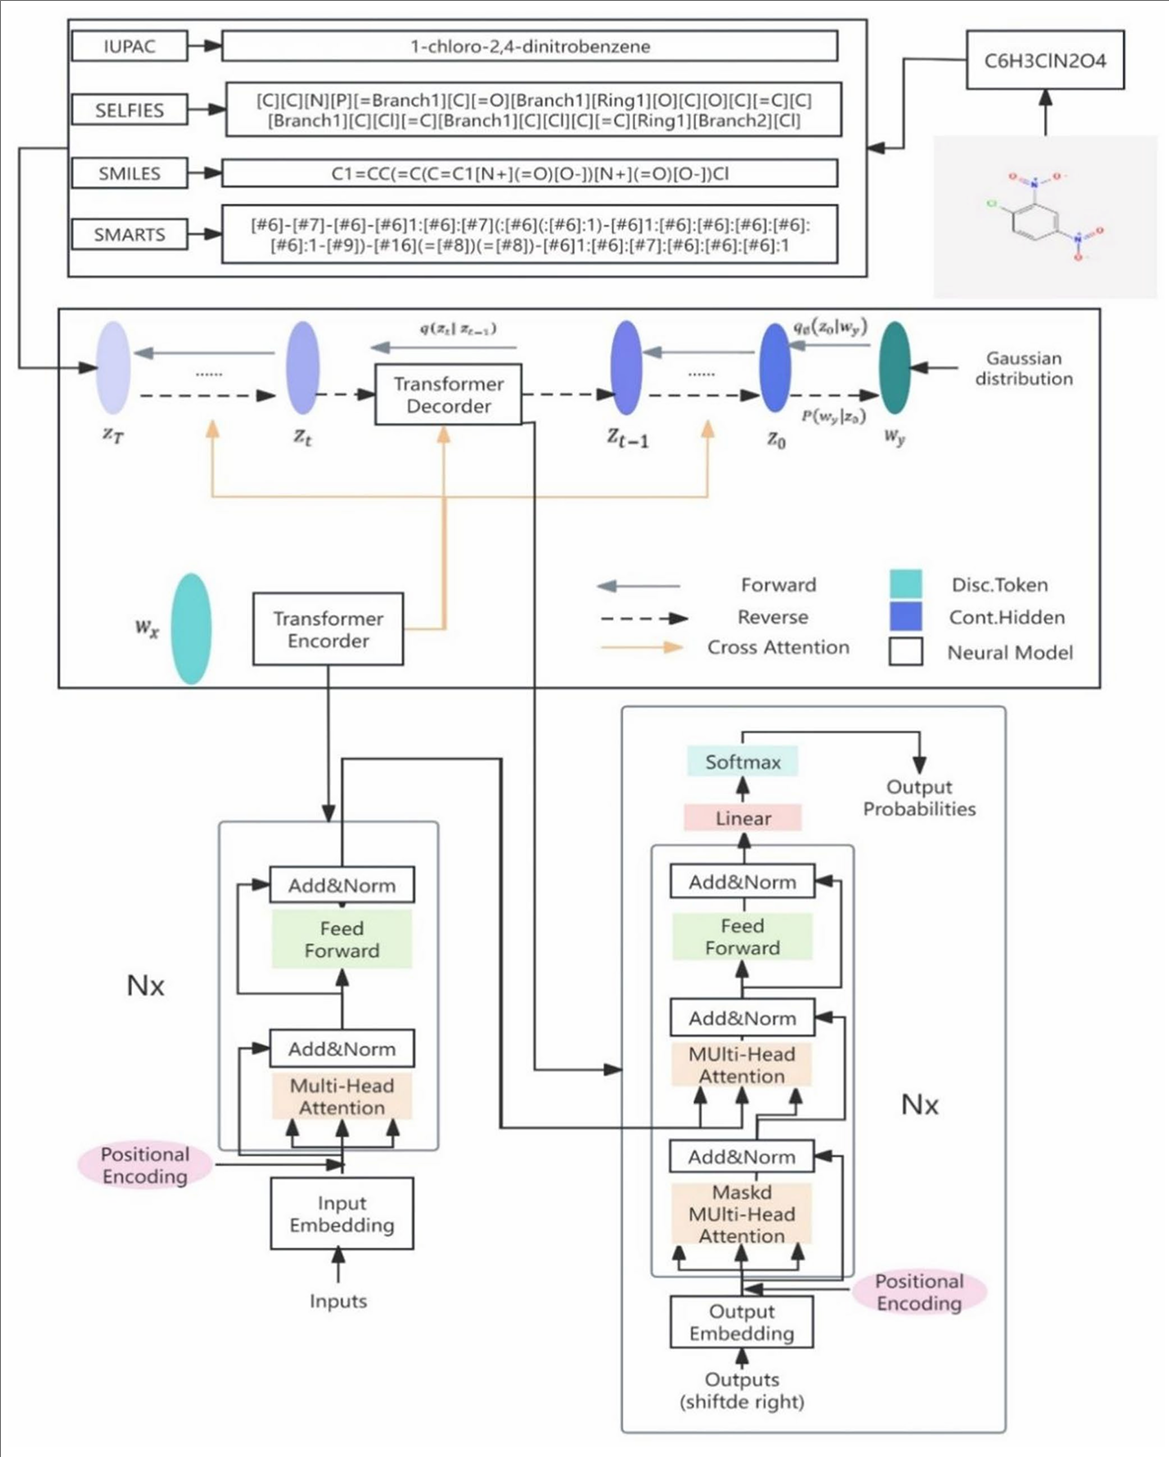 IUPAC
1-chloro-2,4-dinitrobenzene
C6H3ClN2O4
SELFIES
[C][C][N][P][=Branch1][C][=O][Branch1][Ring1][O][C][O][C][=C][C]
[Branch1][C][Cl][=C][Branch1][C][Cl][C][=C][Ring1][Branch2][Cl]
SMILES
C1=CC(=C(C=C1[N+](=O)[O-])[N+](=O)[O-])Cl
SMARTS
[#6]-[#7]-[#6]-[#6]1:[#6]:[#7](:[#6](:[#6]:1)-[#6]1:[#6]:[#6]:[#6]:[#6]:
[#6]:1-[#9])-[#16](=[#8])(=[#8])-[#6]1:[#6]:[#7]:[#6]:[#6]:[#6]:1
Cl
N+
O
O-
N+
O
O-
q(z_t| z_{t-1})
q_ø(z_0|w_y)
......
......
Transformer
Decorder
P(w_y|z_0)
Gaussian
distribution
z_T
z_t
z_{t-1}
z_0
w_y
w_x
Transformer
Encorder
Forward
Reverse
Cross Attention
Disc.Token
Cont.Hidden
Neural Model
Nx
Add&Norm
Feed
Forward
Add&Norm
Multi-Head
Attention
Positional
Encoding
Input
Embedding
Inputs
Softmax
Output
Probabilities
Linear
Add&Norm
Feed
Forward
Add&Norm
MUlti-Head
Attention
Nx
Add&Norm
Maskd
MUlti-Head
Attention
Positional
Encoding
Output
Embedding
Outputs
(shiftde right)